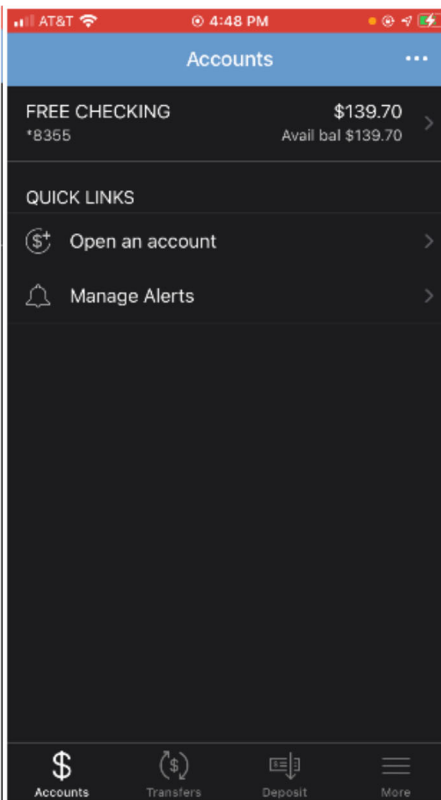 AT&T 4:48 PM
Accounts
FREE CHECKING $139.70
*8355 Avail bal $139.70
QUICK LINKS
Open an account
Manage Alerts
Accounts Transfers Deposit More